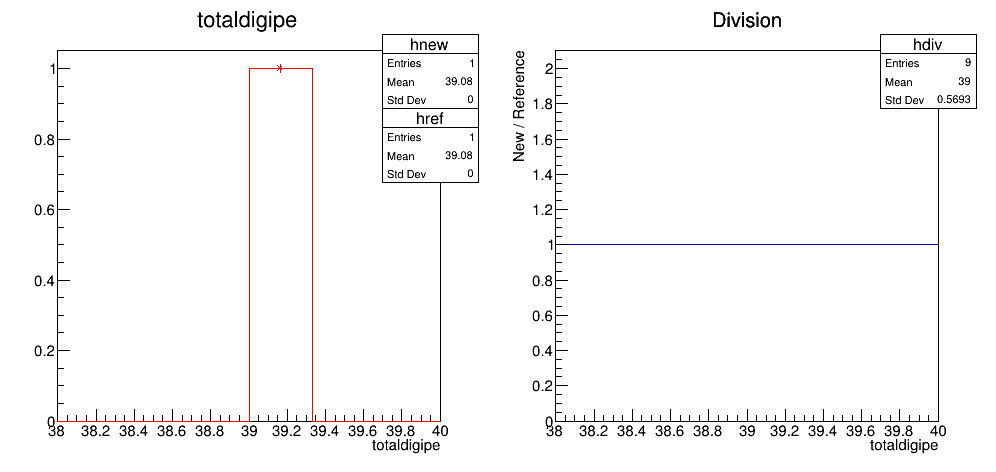 totaldigipe
hnew
Entries 1
Mean 39.08
Std Dev 0
href
Entries 1
Mean 39.08
Std Dev 0
1
0.8
0.6
0.4
0.2
0
38 38.2 38.4 38.6 38.8 39 39.2 39.4 39.6 39.8 40
totaldigipe
Division
hdiv
Entries 9
Mean 39
Std Dev 0.5693
New / Reference
2
1.8
1.6
1.4
1.2
1
0.8
0.6
0.4
0.2
0
38 38.2 38.4 38.6 38.8 39 39.2 39.4 39.6 39.8 40
totaldigipe